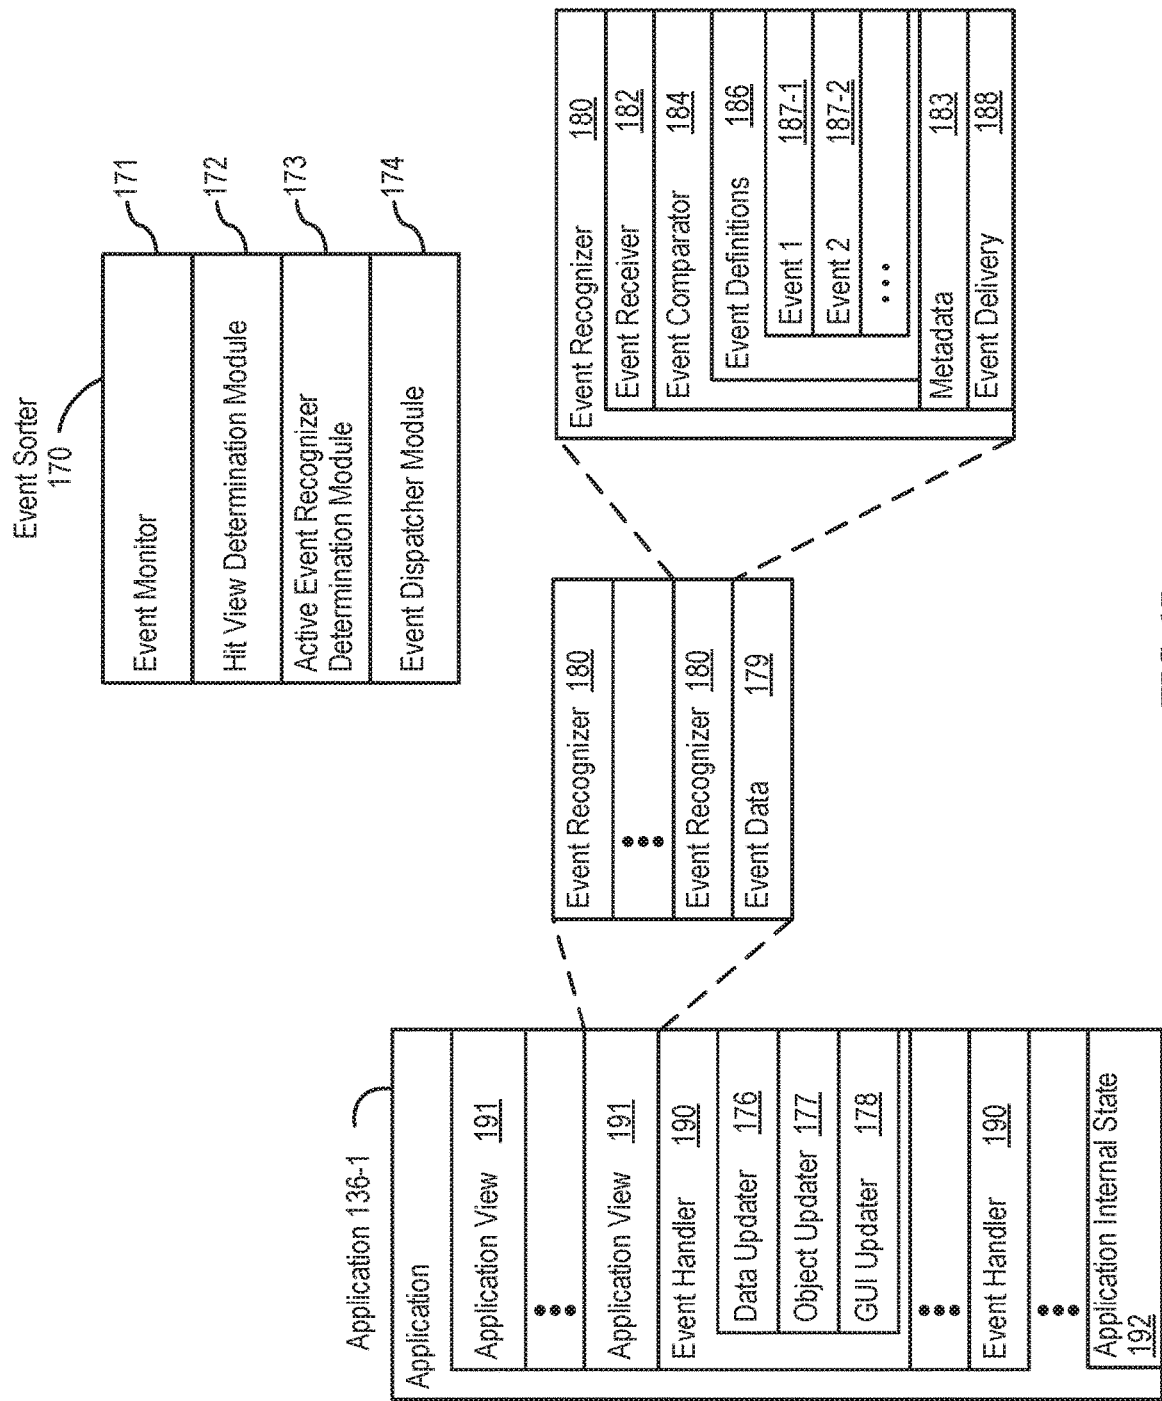 Event Sorter
170
Event Monitor
171
Hit View Determination Module
172
Active Event Recognizer
Determination Module
173
Event Dispatcher Module
174
Application 136-1
Application
Application View 191
Application View 191
Event Handler 190
Data Updater 176
Object Updater 177
GUI Updater 178
Event Handler 190
Application Internal State
192
Event Recognizer 180
Event Recognizer 180
Event Data 179
Event Recognizer 180
Event Receiver 182
Event Comparator 184
Event Definitions 186
Event 1 187-1
Event 2 187-2
Metadata 183
Event Delivery 188